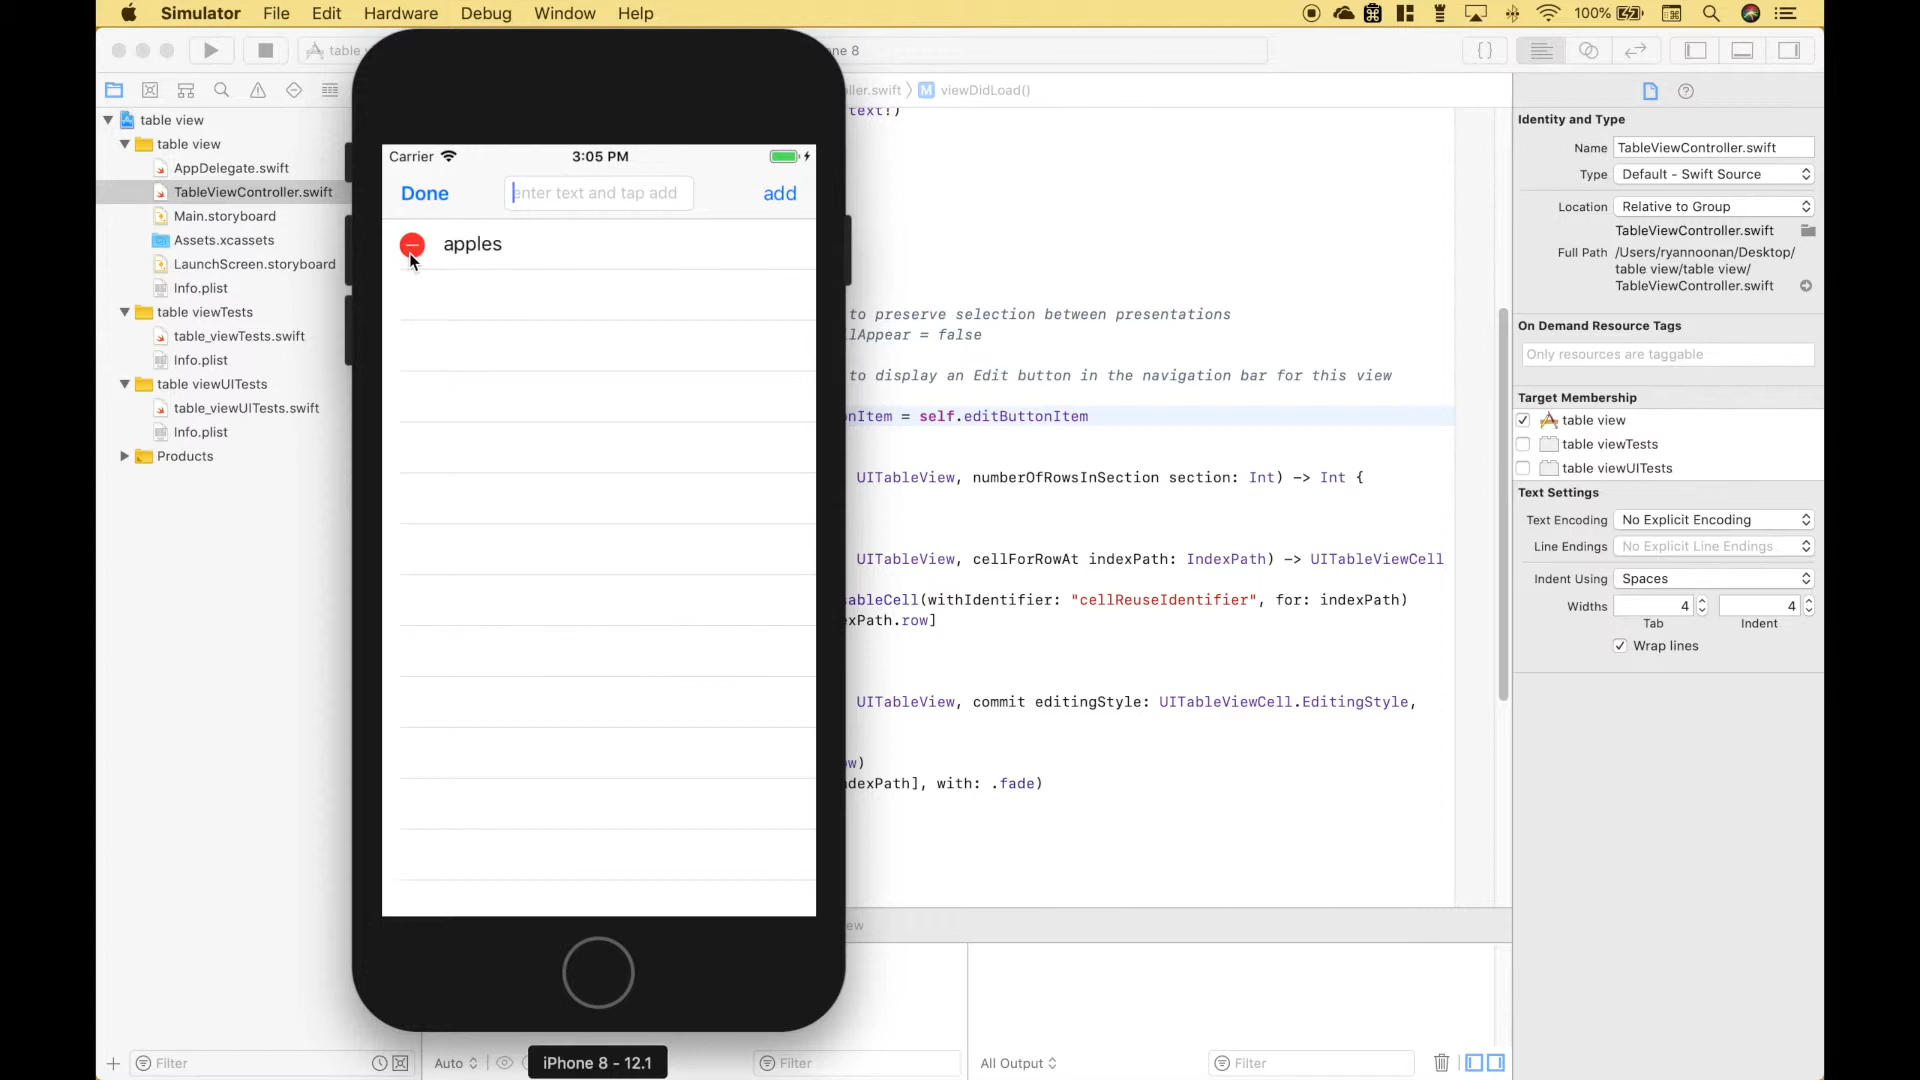 Simulator File Edit Hardware Debug Window Help
100%
table
ne 8
ller.swift
viewDidLoad()
table view
table view
AppDelegate.swift
TableViewController.swift
Main.storyboard
Assets.xcassets
LaunchScreen.storyboard
Info.plist
table viewTests
table_viewTests.swift
Info.plist
table viewUITests
table_viewUITests.swift
Info.plist
Products
Filter
Carrier
3:05 PM
Done
enter text and tap add
add
apples
iPhone 8 - 12.1
text!)
to preserve selection between presentations
llAppear = false
to display an Edit button in the navigation bar for this view
nItem = self.editButtonItem
UITableView, numberOfRowsInSection section: Int) -> Int {
UITableView, cellForRowAt indexPath: IndexPath) -> UITableViewCell
sableCell(withIdentifier: "cellReuseIdentifier", for: indexPath)
exPath.row]
UITableView, commit editingStyle: UITableViewCell.EditingStyle,
ow)
ndexPath], with: .fade)
ew
Auto
Filter
All Output
Filter
Identity and Type
Name TableViewController.swift
Type Default - Swift Source
Location Relative to Group
TableViewController.swift
Full Path /Users/ryannoonan/Desktop/
table view/table view/
TableViewController.swift
On Demand Resource Tags
Only resources are taggable
Target Membership
table view
table viewTests
table viewUITests
Text Settings
Text Encoding No Explicit Encoding
Line Endings No Explicit Line Endings
Indent Using Spaces
Widths 4 4
Tab Indent
Wrap lines